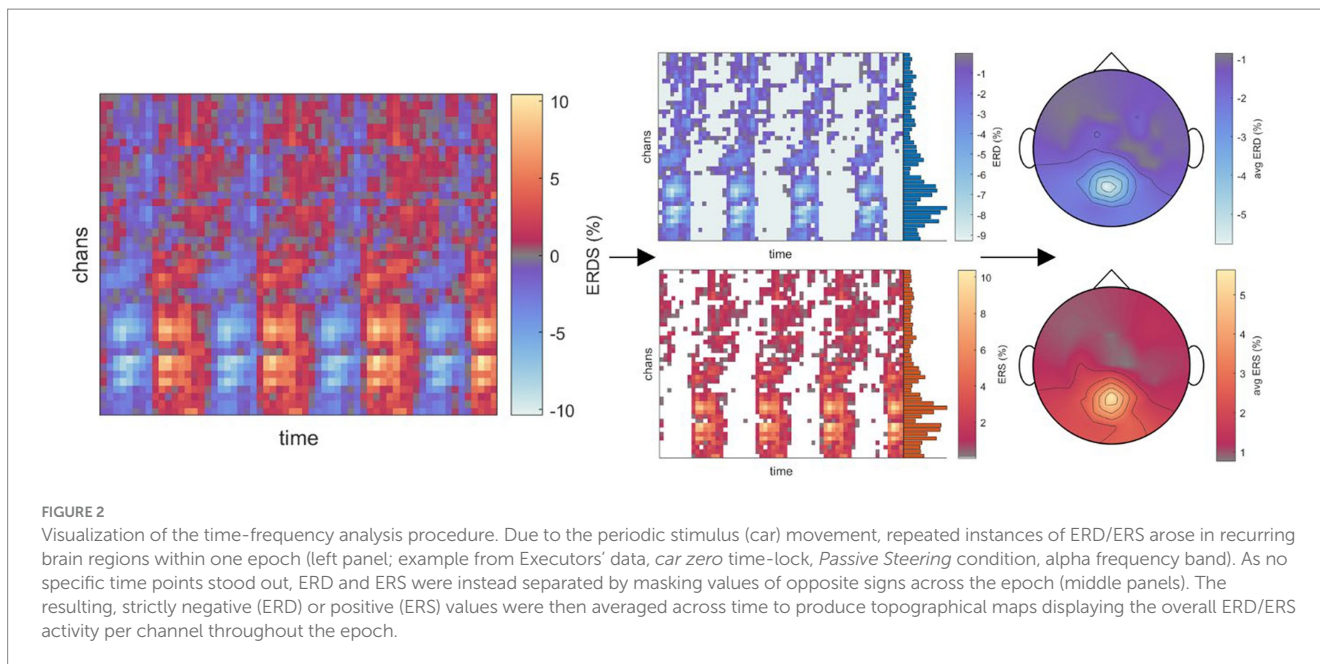 chans
time
10
5
0
-5
-10
ERDS (%)
chans
time
-1
-2
-3
-4
-5
-6
-7
-8
-9
ERD (%)
-1
-2
-3
-4
-5
avg ERD (%)
chans
time
10
8
6
4
2
ERS (%)
5
4
3
2
1
avg ERS (%)
FIGURE 2
Visualization of the time-frequency analysis procedure. Due to the periodic stimulus (car) movement, repeated instances of ERD/ERS arose in recurring
brain regions within one epoch (left panel; example from Executors’ data, car zero time-lock, Passive Steering condition, alpha frequency band). As no
specific time points stood out, ERD and ERS were instead separated by masking values of opposite signs across the epoch (middle panels). The
resulting, strictly negative (ERD) or positive (ERS) values were then averaged across time to produce topographical maps displaying the overall ERD/ERS
activity per channel throughout the epoch.